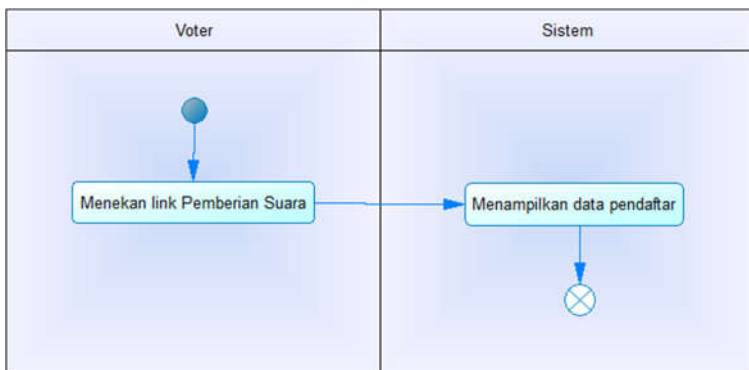 Voter
Sistem
Menekan link Pemberian Suara
Menampilkan data pendaftar